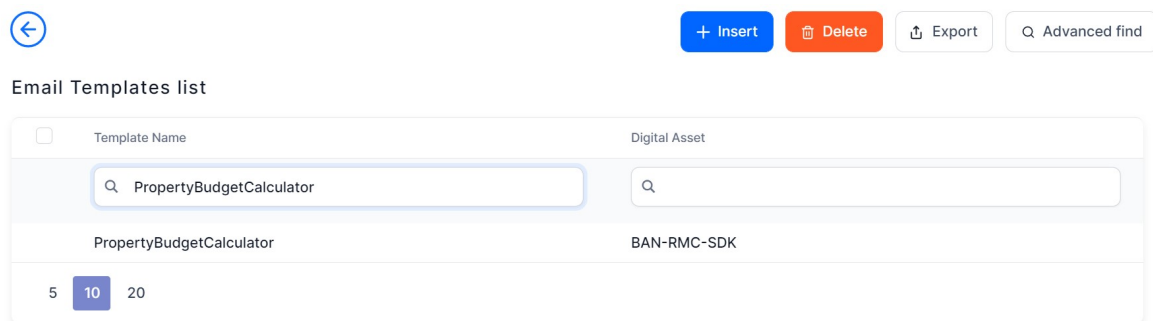 Insert
Delete
Export
Advanced find
Email Templates list
Template Name
Digital Asset
PropertyBudgetCalculator
PropertyBudgetCalculator
BAN-RMC-SDK
5 10 20